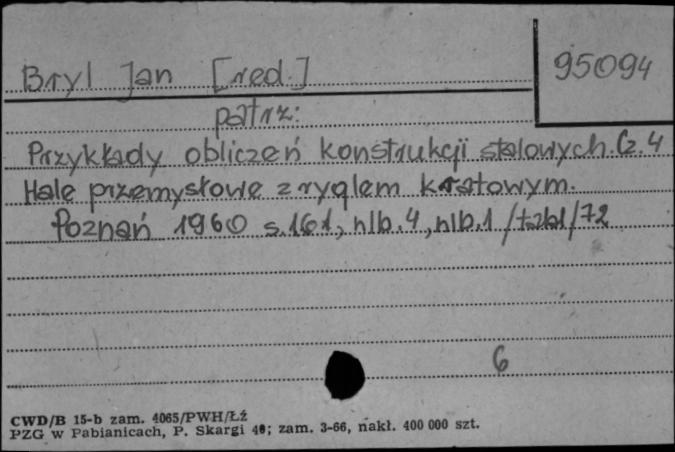 Bryl Jan [red.]
95094
patrz:
Przykłady obliczeń konstrukcji stalowych. Cz. 4
Hale przemysłowe z ryglem kratowym.
Poznań 1960 s. 161, nlb. 4, nlb. 1 /tabl/ 72
6
CWD/B 15-b zam. 4065/PWH/Łź
PZG w Pabianicach, P. Skargi 40; zam. 3-66, nakł. 400 000 szt.